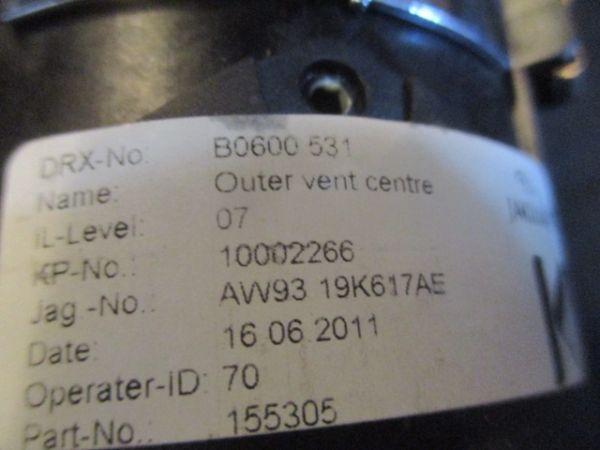 DRX-No: B0600 531
Name: Outer vent centre
IL-Level: 07
KP-No.: 10002266
Jag -No.: AW93 19K617AE
Date: 16 06 2011
Operater-ID: 70
Part-No.: 155305
K